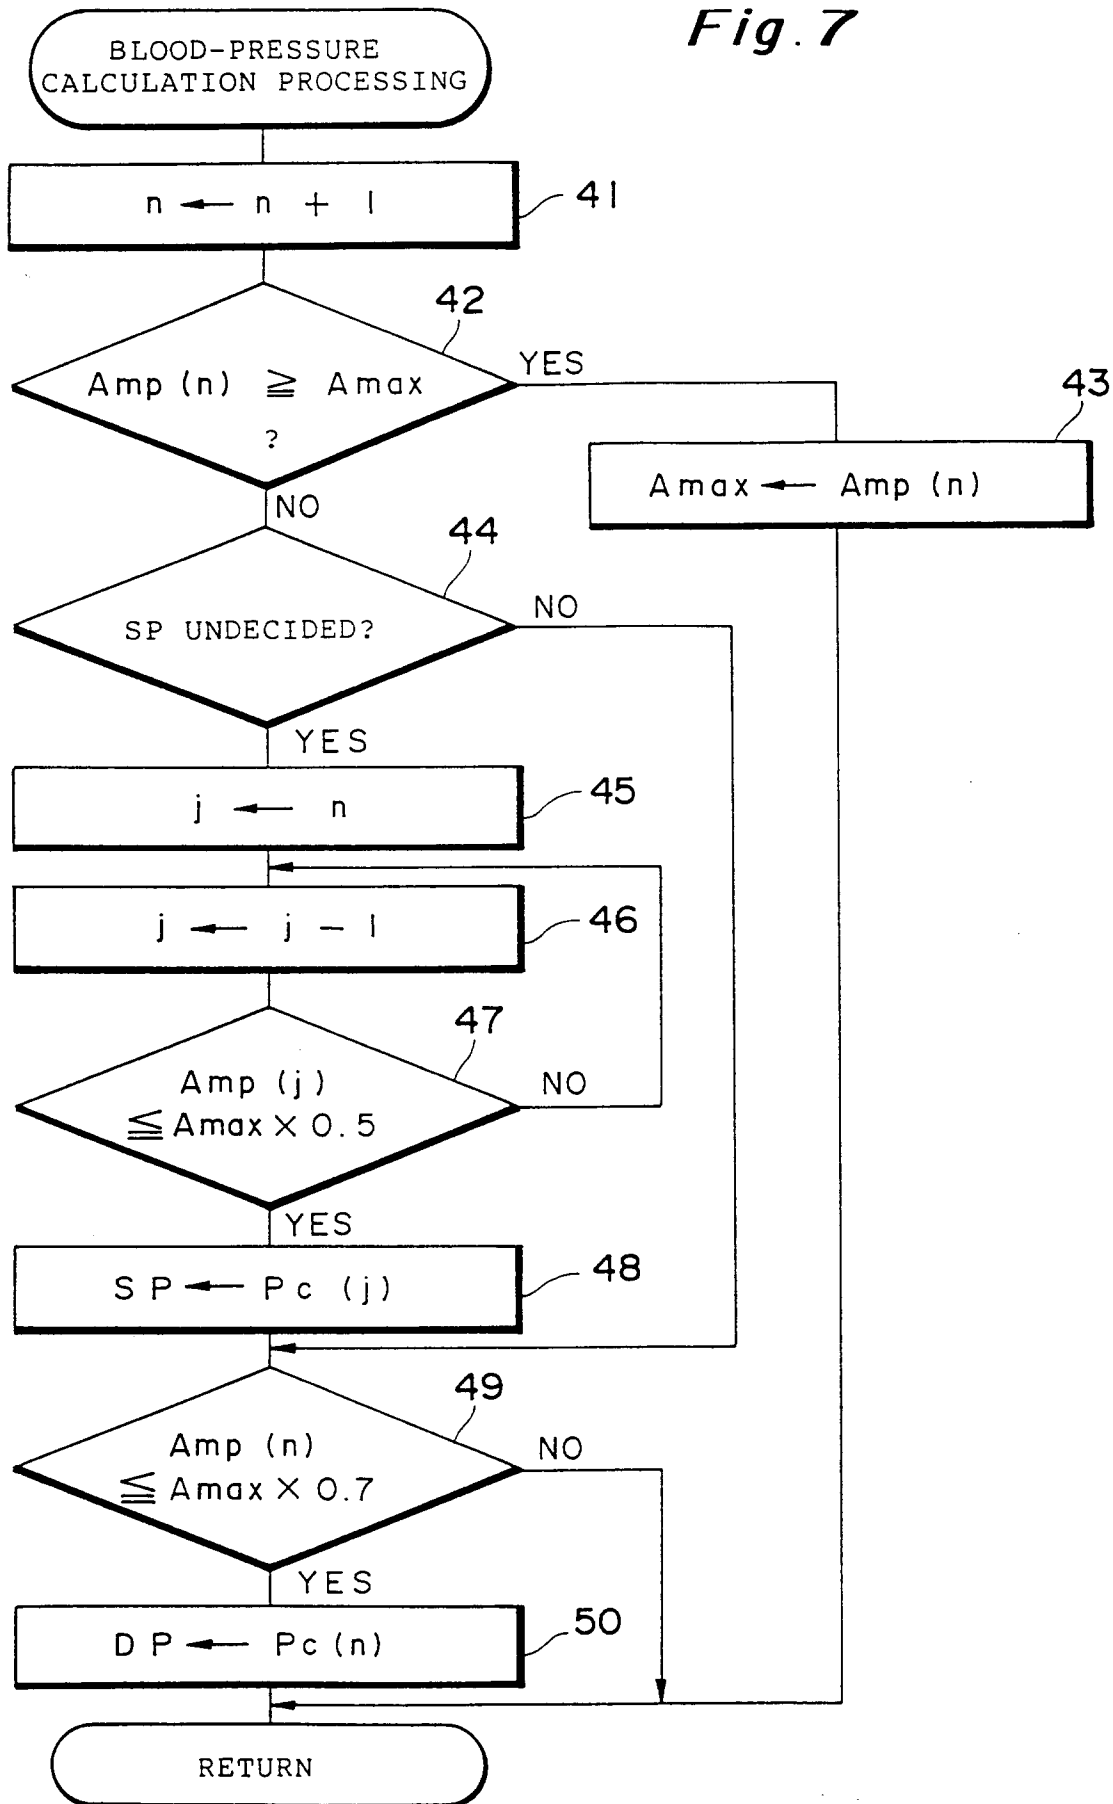 Fig. 7
BLOOD-PRESSURE
CALCULATION PROCESSING
n ← n + 1
41
42
Amp (n) ≧ Amax
?
YES
NO
43
Amax ← Amp (n)
44
SP UNDECIDED?
NO
YES
j ← n
45
j ← j − 1
46
47
Amp (j)
≦ Amax × 0.5
NO
YES
SP ← Pc (j)
48
49
Amp (n)
≦ Amax × 0.7
NO
YES
DP ← Pc (n)
50
RETURN